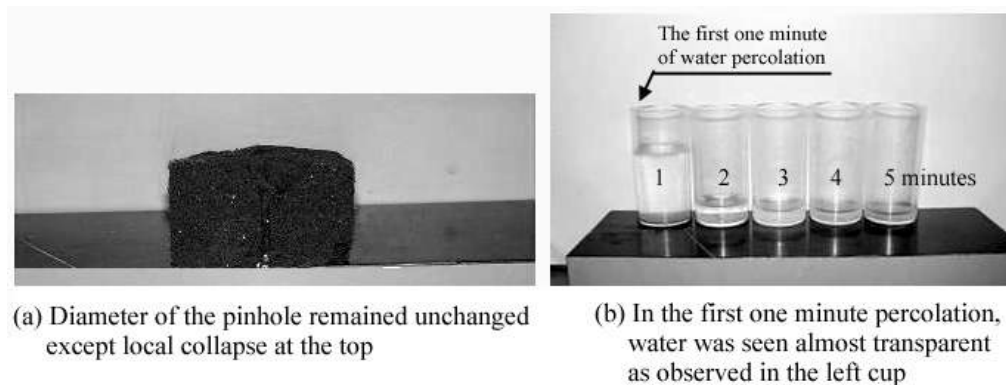 The first one minute
of water percolation
1 2 3 4 5 minutes
(a) Diameter of the pinhole remained unchanged
except local collapse at the top
(b) In the first one minute percolation,
water was seen almost transparent
as observed in the left cup